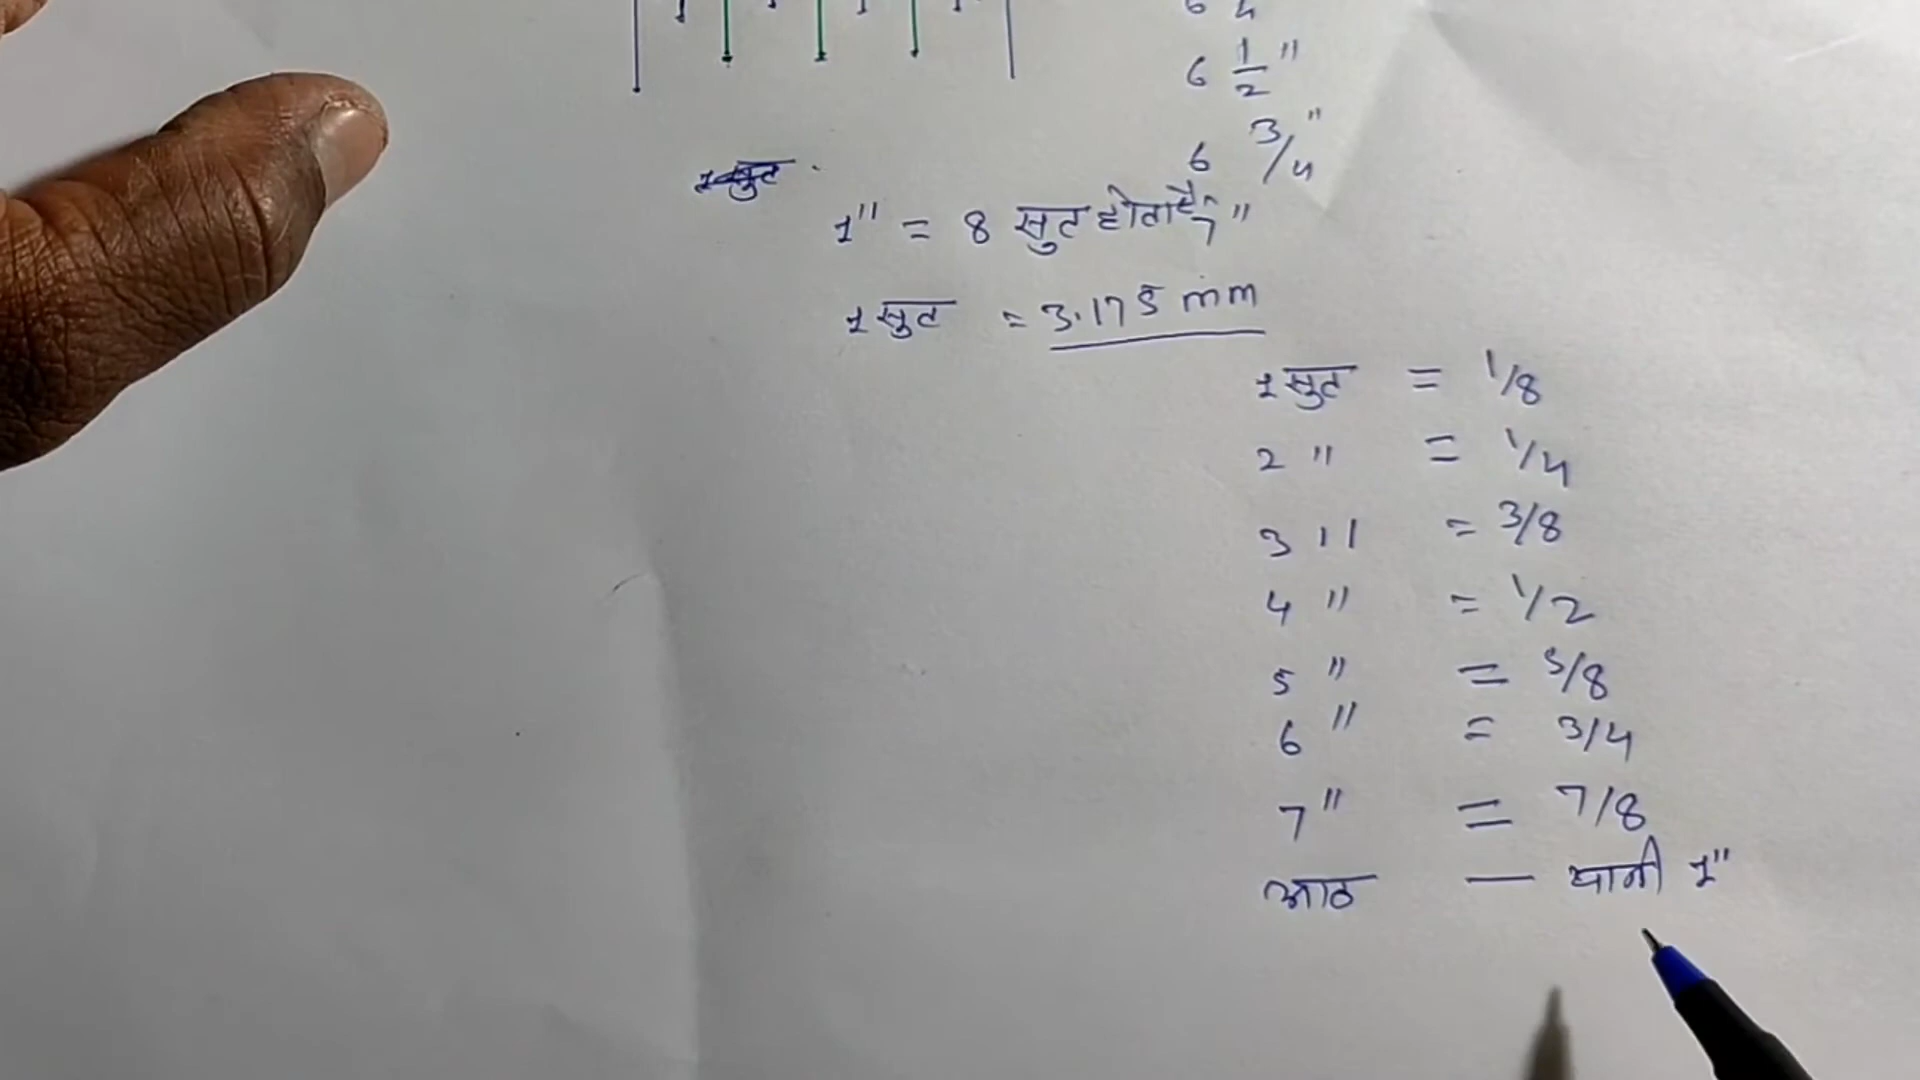 6 1/2"
6 3/4"
7"
1" = 8 सुत होता है
1 सुत = 3.175 mm
1 सुत = 1/8
2 " = 1/4
3 11 = 3/8
4 " = 1/2
5 " = 5/8
6 " = 3/4
7 " = 7/8
आठ — यानी 1"